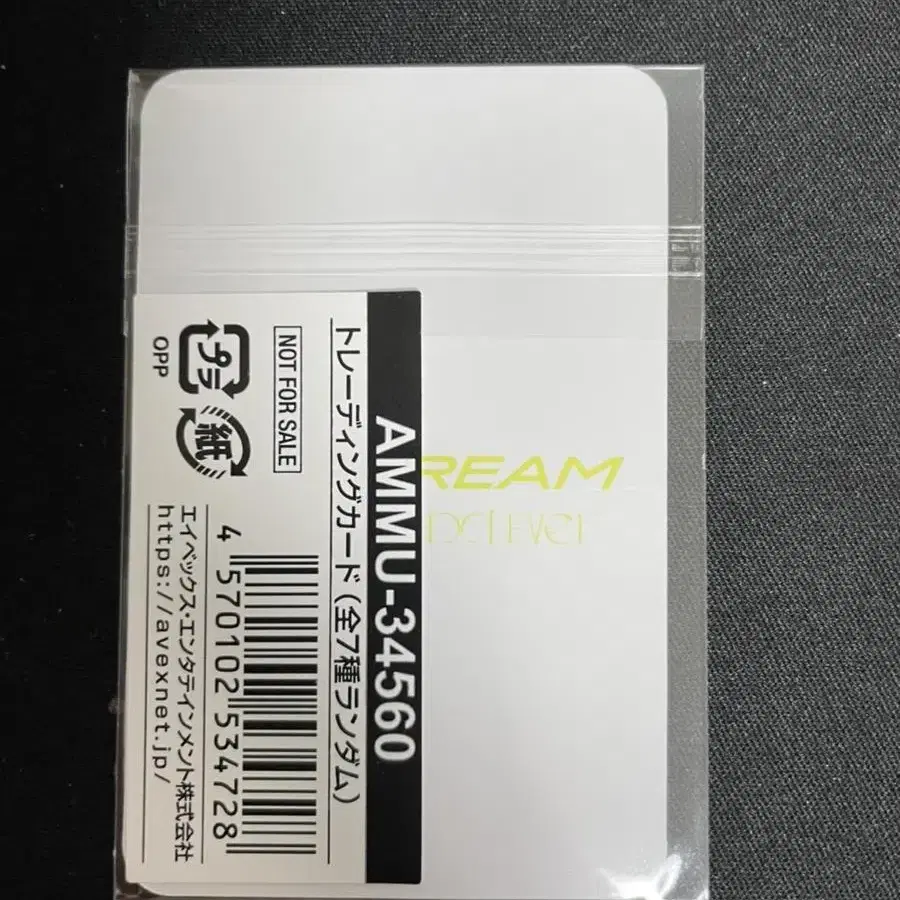 AMMU-34560
トレーディングカード（全7種ランダム）
NOT FOR SALE
プラ
OPP
紙
4 570102 534728
エイベックス・エンタテインメント株式会社
https://avexnet.jp/
REAM